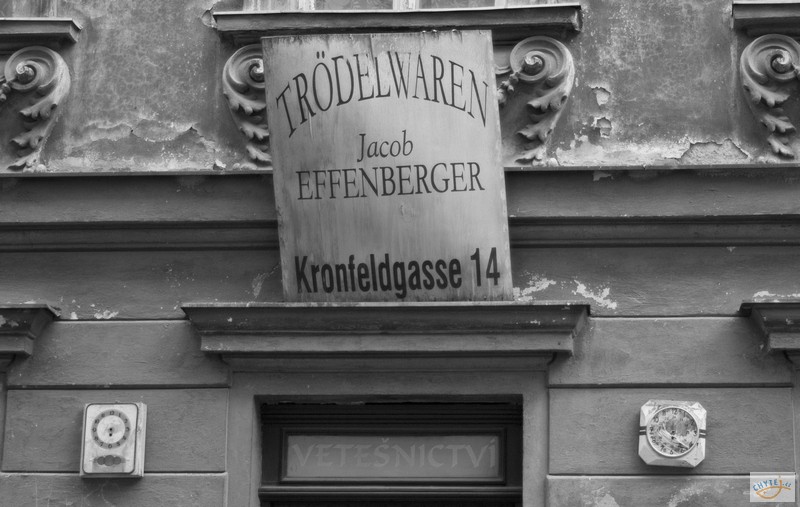 TRÖDELWAREN
Jacob
EFFENBERGER
Kronfeldgasse 14
VETEŠNICTVÍ